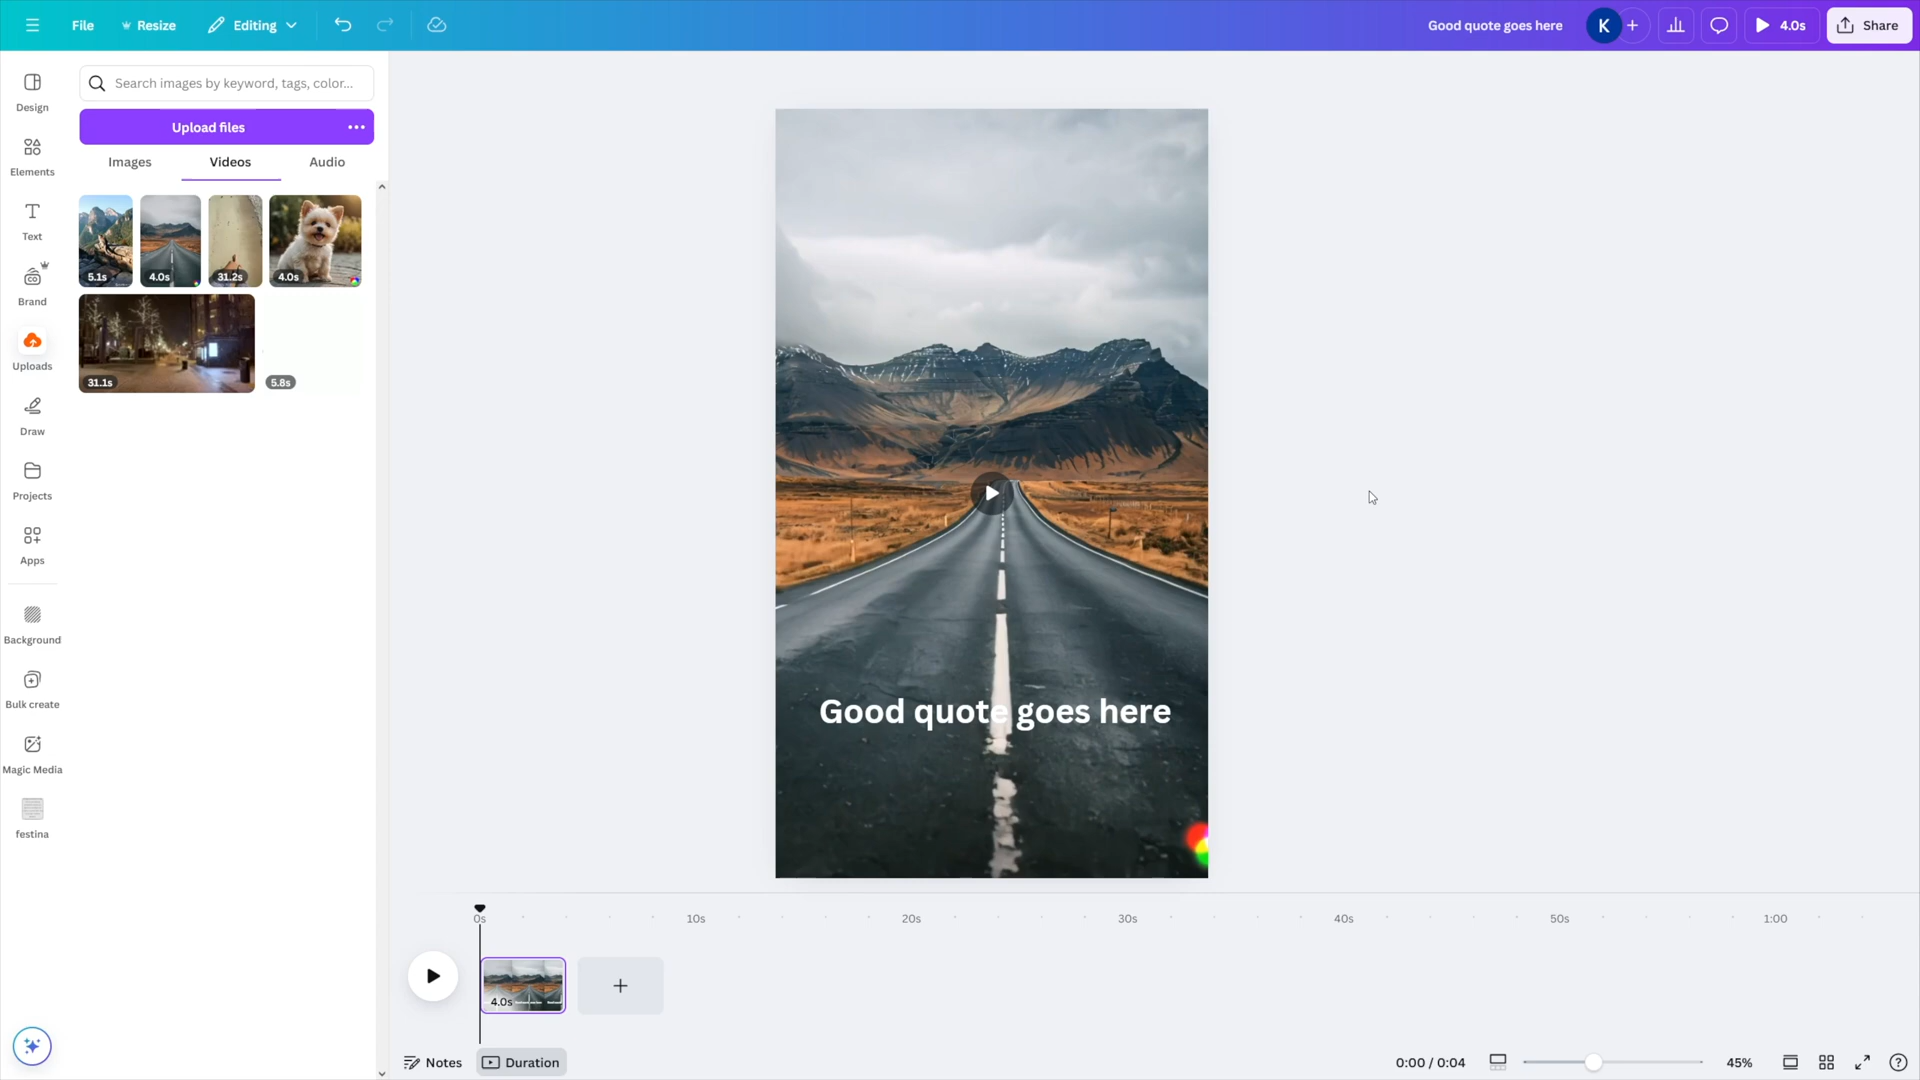 File
Resize
Editing
Good quote goes here
K
4.0s
Share
Search images by keyword, tags, color...
Upload files
Images
Videos
Audio
Design
Elements
Text
Brand
Uploads
Draw
Projects
Apps
Background
Bulk create
Magic Media
festina
5.1s
4.0s
31.2s
4.0s
31.1s
5.8s
Good quote goes here
0s
10s
20s
30s
40s
50s
1:00
4.0s
Notes
Duration
0:00 / 0:04
45%